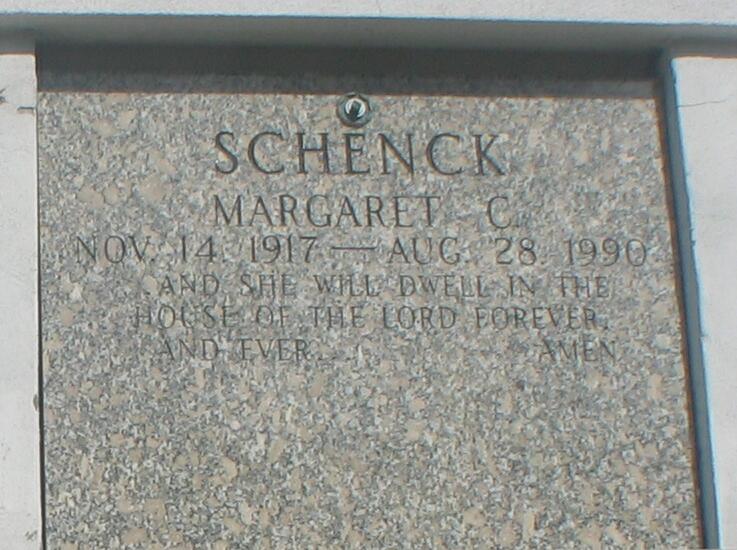 SCHENCK
MARGARET C.
NOV. 14. 1917 — AUG. 28 1990
AND SHE WILL DWELL IN THE
HOUSE OF THE LORD FOREVER,
AND EVER... AMEN